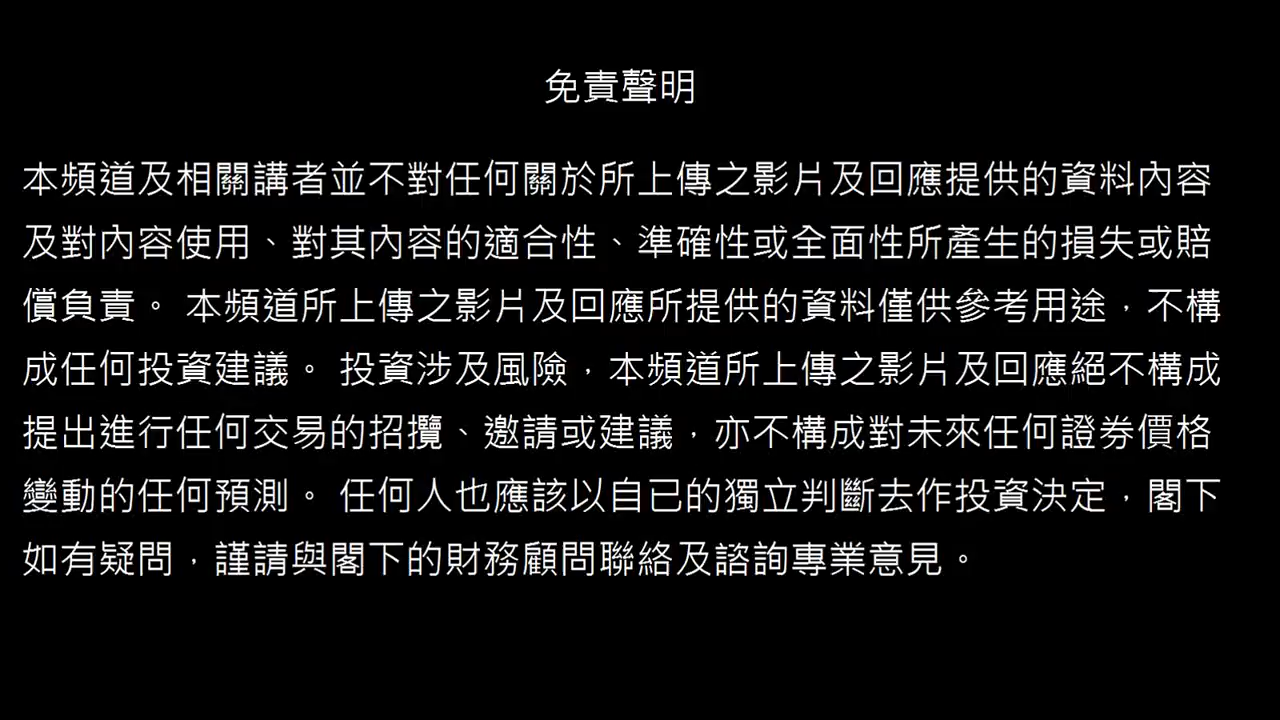 免責聲明
本頻道及相關講者並不對任何關於所上傳之影片及回應提供的資料內容
及對內容使用、對其內容的適合性、準確性或全面性所產生的損失或賠
償負責。 本頻道所上傳之影片及回應所提供的資料僅供參考用途，不構
成任何投資建議。 投資涉及風險，本頻道所上傳之影片及回應絕不構成
提出進行任何交易的招攬、邀請或建議，亦不構成對未來任何證券價格
變動的任何預測。 任何人也應該以自己的獨立判斷去作投資決定，閣下
如有疑問，謹請與閣下的財務顧問聯絡及諮詢專業意見。